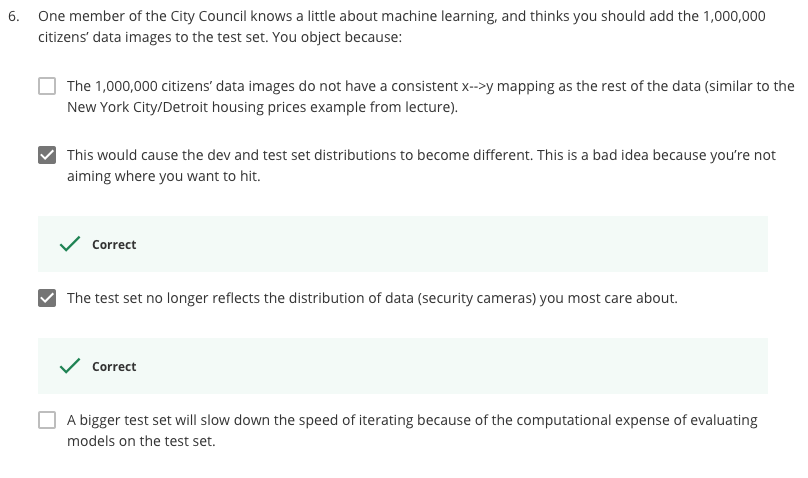 6. One member of the City Council knows a little about machine learning, and thinks you should add the 1,000,000
citizens’ data images to the test set. You object because:
The 1,000,000 citizens’ data images do not have a consistent x-->y mapping as the rest of the data (similar to the
New York City/Detroit housing prices example from lecture).
This would cause the dev and test set distributions to become different. This is a bad idea because you’re not
aiming where you want to hit.
Correct
The test set no longer reflects the distribution of data (security cameras) you most care about.
Correct
A bigger test set will slow down the speed of iterating because of the computational expense of evaluating
models on the test set.